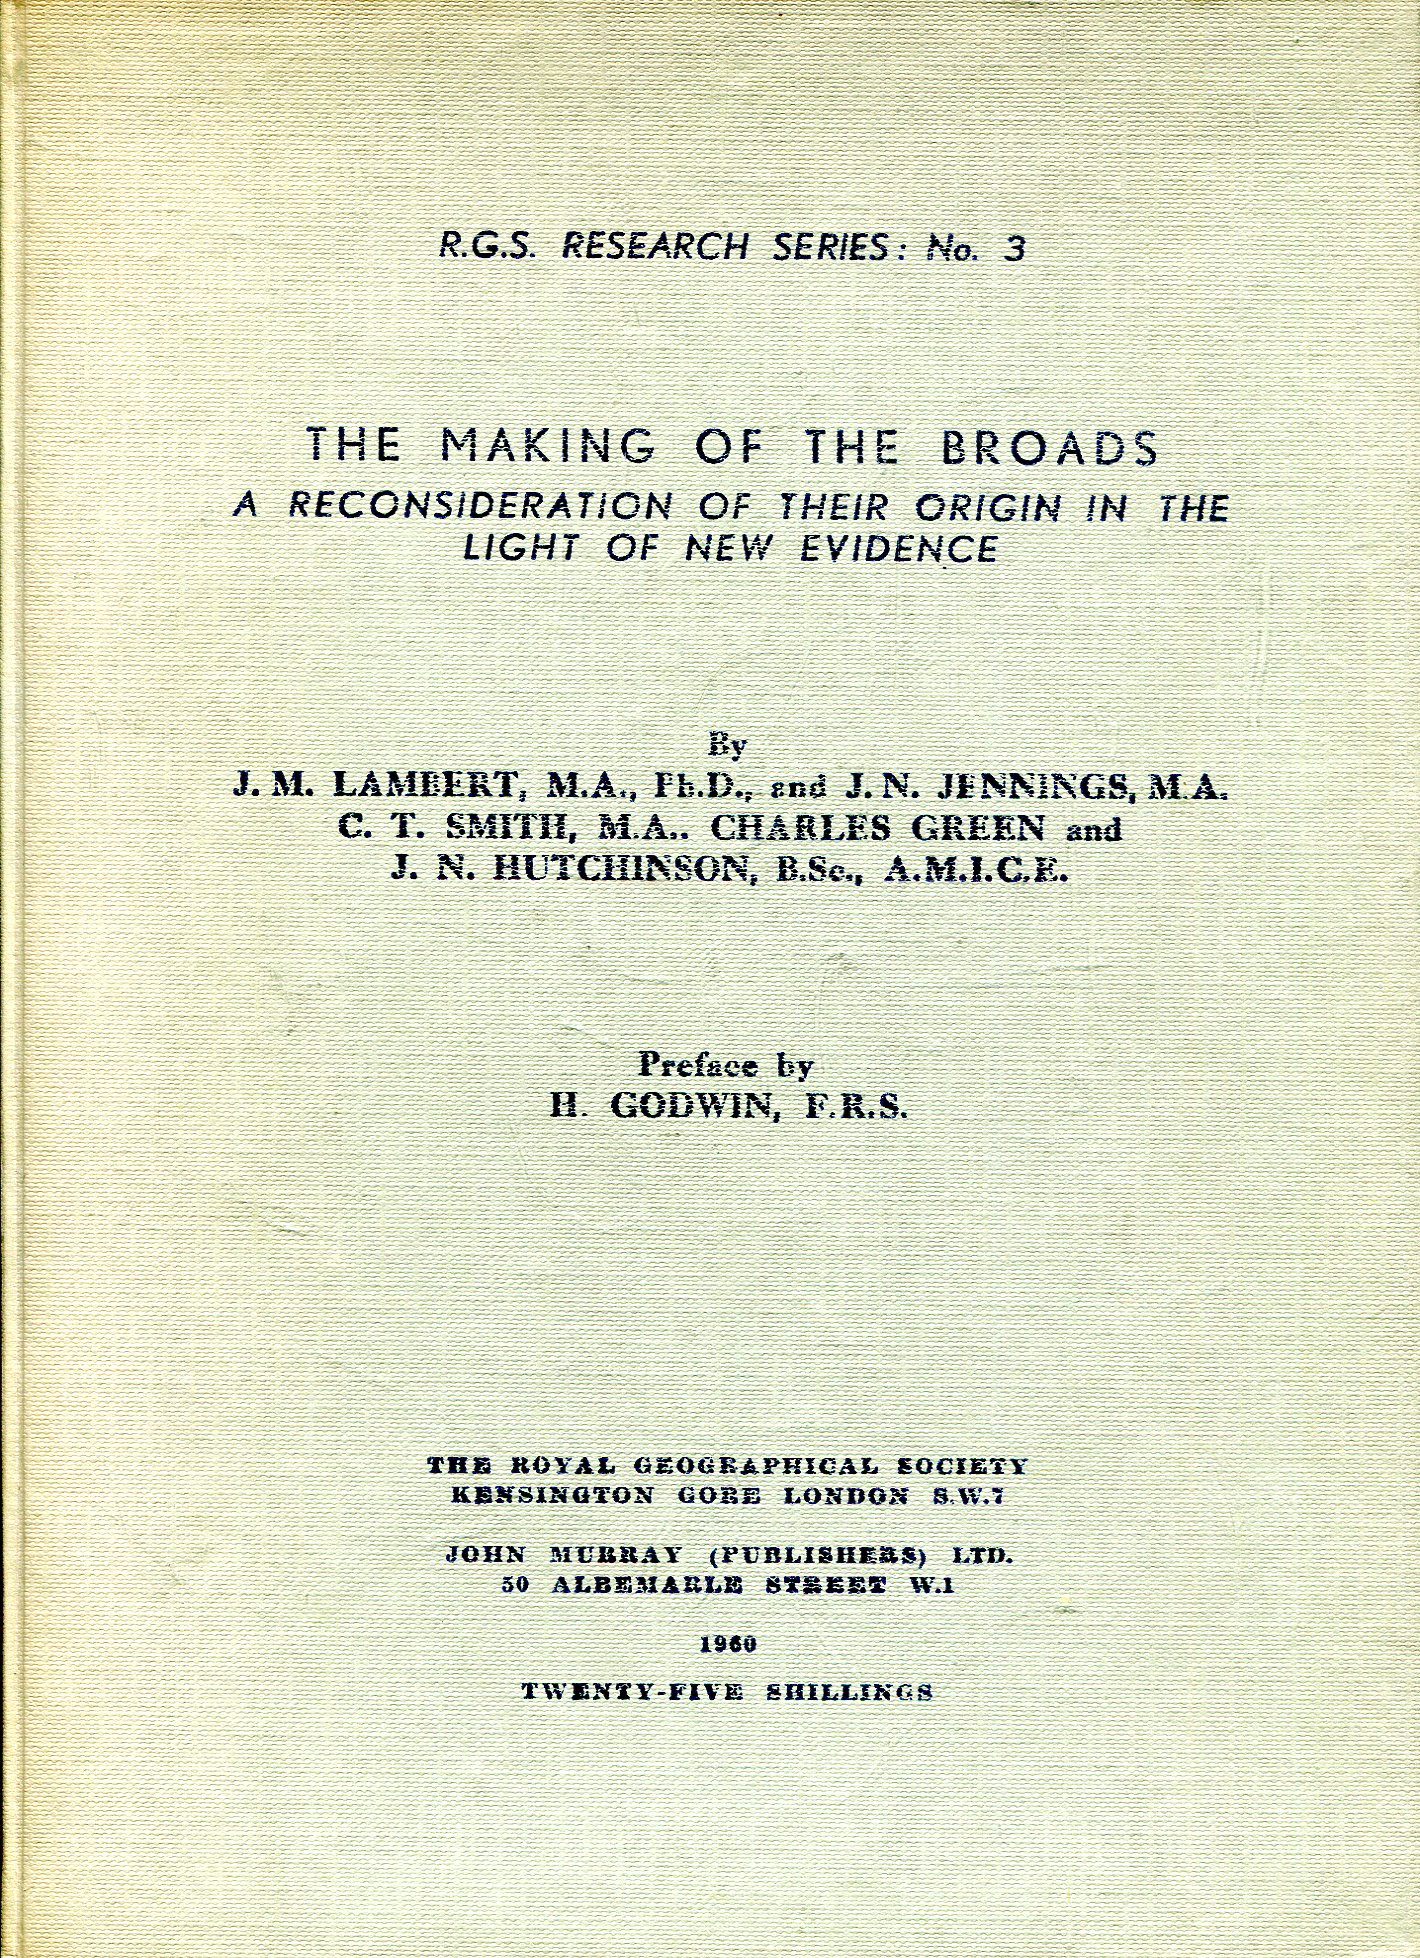 R.G.S. RESEARCH SERIES: No. 3
THE MAKING OF THE BROADS
A RECONSIDERATION OF THEIR ORIGIN IN THE
LIGHT OF NEW EVIDENCE
By
J. M. LAMBERT, M.A., Ph.D., and J. N. JENNINGS, M.A.
C. T. SMITH, M.A.. CHARLES GREEN and
J. N. HUTCHINSON, B.Sc., A.M.I.C.E.
Preface by
H. GODWIN, F.R.S.
THE ROYAL GEOGRAPHICAL SOCIETY
KENSINGTON GORE LONDON S.W.7
JOHN MURRAY (PUBLISHERS) LTD.
50 ALBEMARLE STREET W.1
1960
TWENTY-FIVE SHILLINGS